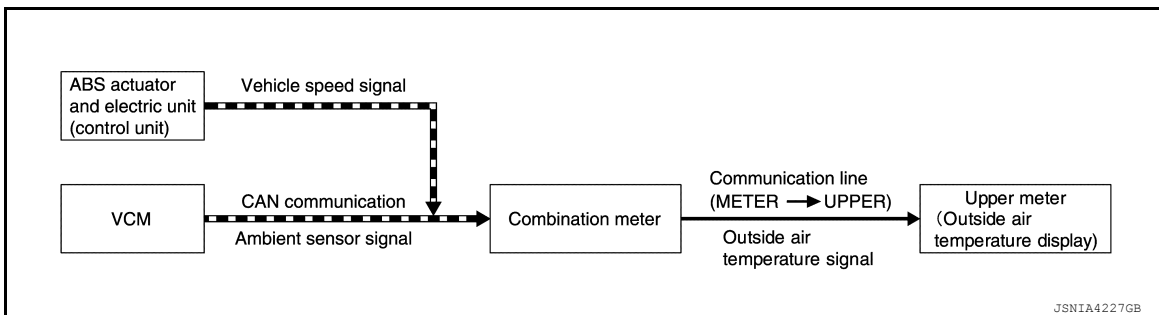 ABS actuator
and electric unit
(control unit)
Vehicle speed signal
VCM
CAN communication
Ambient sensor signal
Combination meter
Communication line
(METER → UPPER)
Outside air
temperature signal
Upper meter
(Outside air
temperature display)
JSNIA4227GB